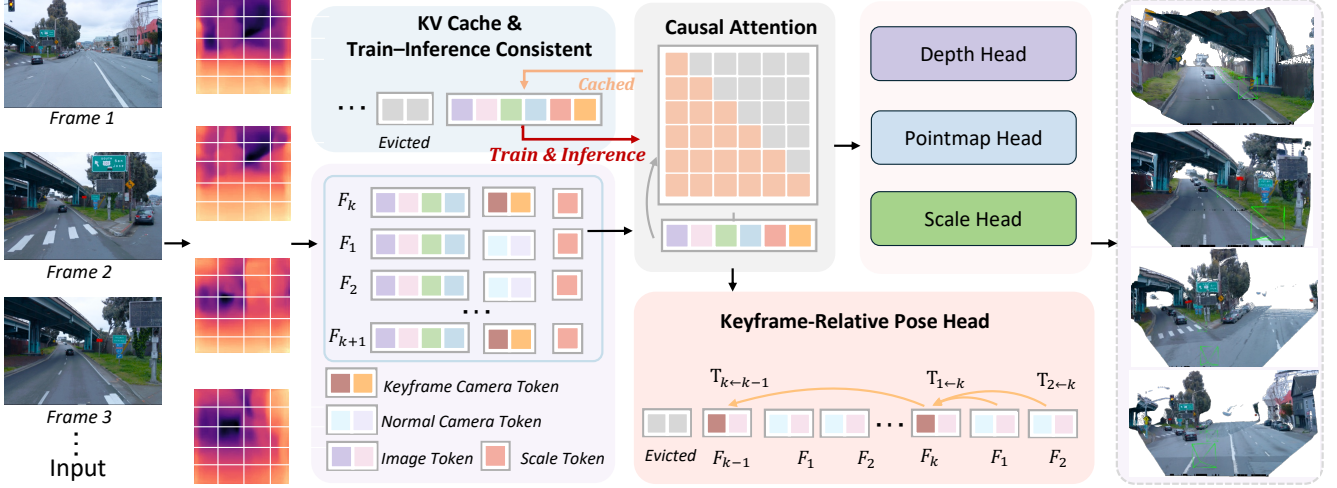 Frame 1
Frame 2
Frame 3
Input
KV Cache &
Train–Inference Consistent
Cached
Evicted
Train & Inference
F_k
F_1
F_2
...
F_{k+1}
Keyframe Camera Token
Normal Camera Token
Image Token
Scale Token
Causal Attention
Depth Head
Pointmap Head
Scale Head
Keyframe-Relative Pose Head
T_{k←k−1}
T_{1←k}
T_{2←k}
Evicted
F_{k−1}
F_1
F_2
...
F_k
F_1
F_2